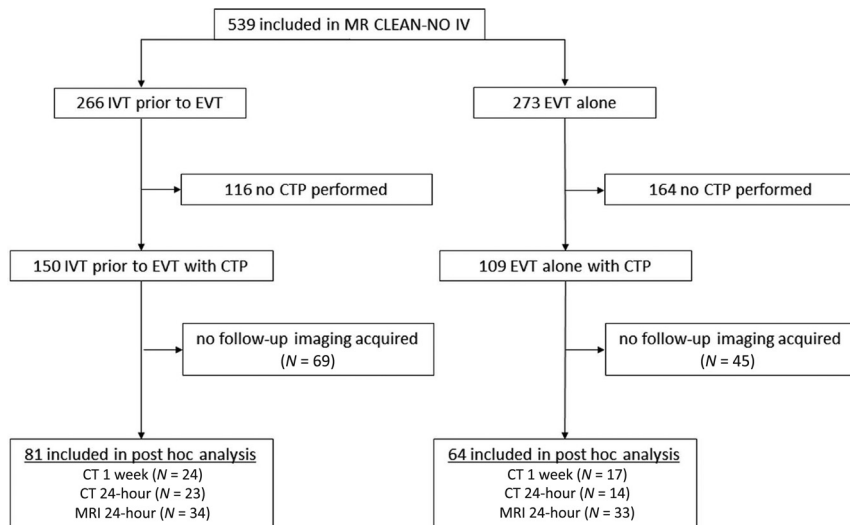 539 included in MR CLEAN-NO IV
266 IVT prior to EVT
273 EVT alone
116 no CTP performed
164 no CTP performed
150 IVT prior to EVT with CTP
109 EVT alone with CTP
no follow-up imaging acquired
(N = 69)
no follow-up imaging acquired
(N = 45)
81 included in post hoc analysis
CT 1 week (N = 24)
CT 24-hour (N = 23)
MRI 24-hour (N = 34)
64 included in post hoc analysis
CT 1 week (N = 17)
CT 24-hour (N = 14)
MRI 24-hour (N = 33)